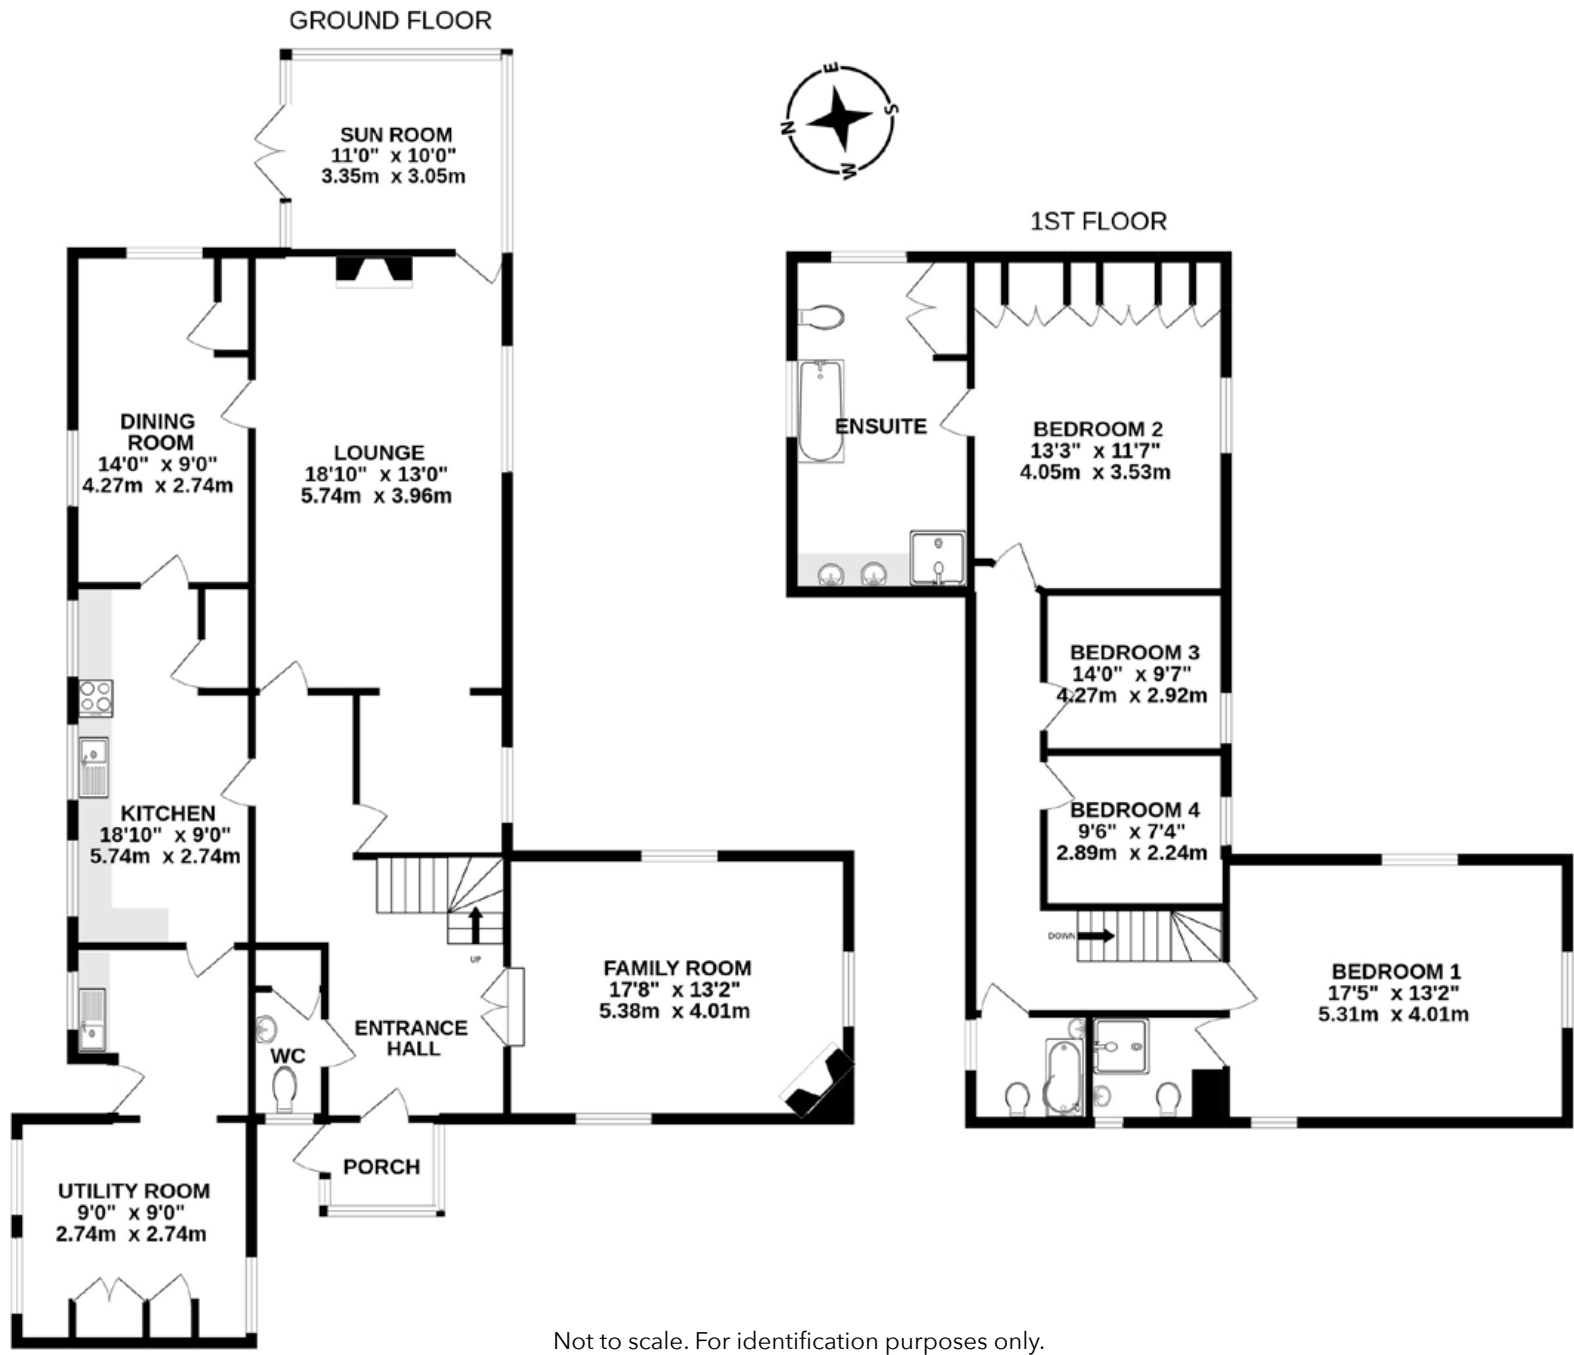 GROUND FLOOR
SUN ROOM
11'0" x 10'0"
3.35m x 3.05m
DINING
ROOM
14'0" x 9'0"
4.27m x 2.74m
LOUNGE
18'10" x 13'0"
5.74m x 3.96m
KITCHEN
18'10" x 9'0"
5.74m x 2.74m
UP
FAMILY ROOM
17'8" x 13'2"
5.38m x 4.01m
ENTRANCE
HALL
WC
PORCH
UTILITY ROOM
9'0" x 9'0"
2.74m x 2.74m
E
S
N
W
1ST FLOOR
ENSUITE
BEDROOM 2
13'3" x 11'7"
4.05m x 3.53m
BEDROOM 3
14'0" x 9'7"
4.27m x 2.92m
BEDROOM 4
9'6" x 7'4"
2.89m x 2.24m
DOWN
BEDROOM 1
17'5" x 13'2"
5.31m x 4.01m
Not to scale. For identification purposes only.